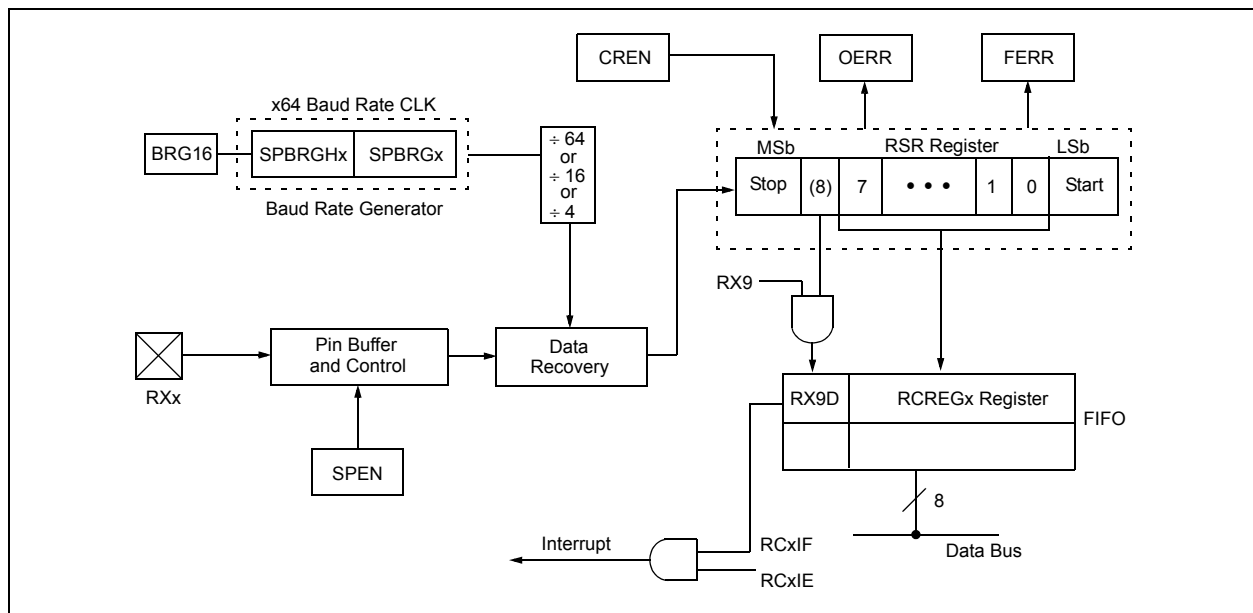 CREN
OERR
FERR
x64 Baud Rate CLK
BRG16
SPBRGHx
SPBRGx
Baud Rate Generator
÷ 64
or
÷ 16
or
÷ 4
MSb
RSR Register
LSb
Stop
(8)
7
• • •
1
0
Start
RX9
RXx
Pin Buffer
and Control
Data
Recovery
SPEN
RX9D
RCREGx Register
FIFO
8
Data Bus
Interrupt
RCxIF
RCxIE